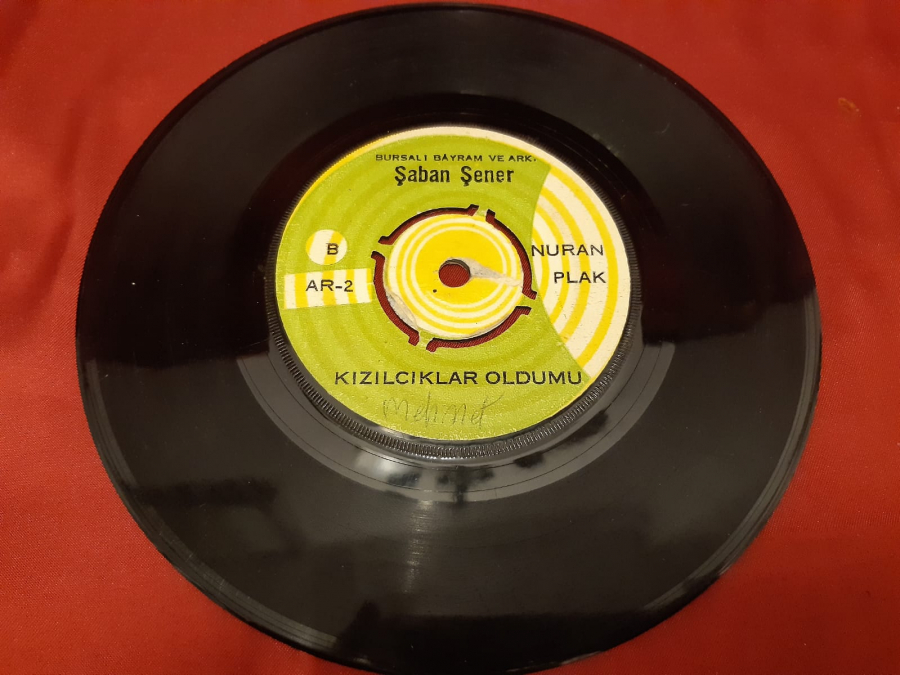 BURSALI BAYRAM VE ARK.
Şaban Şener
B
NURAN
PLAK
AR-2
KIZILCIKLAR OLDUMU
Mehmet